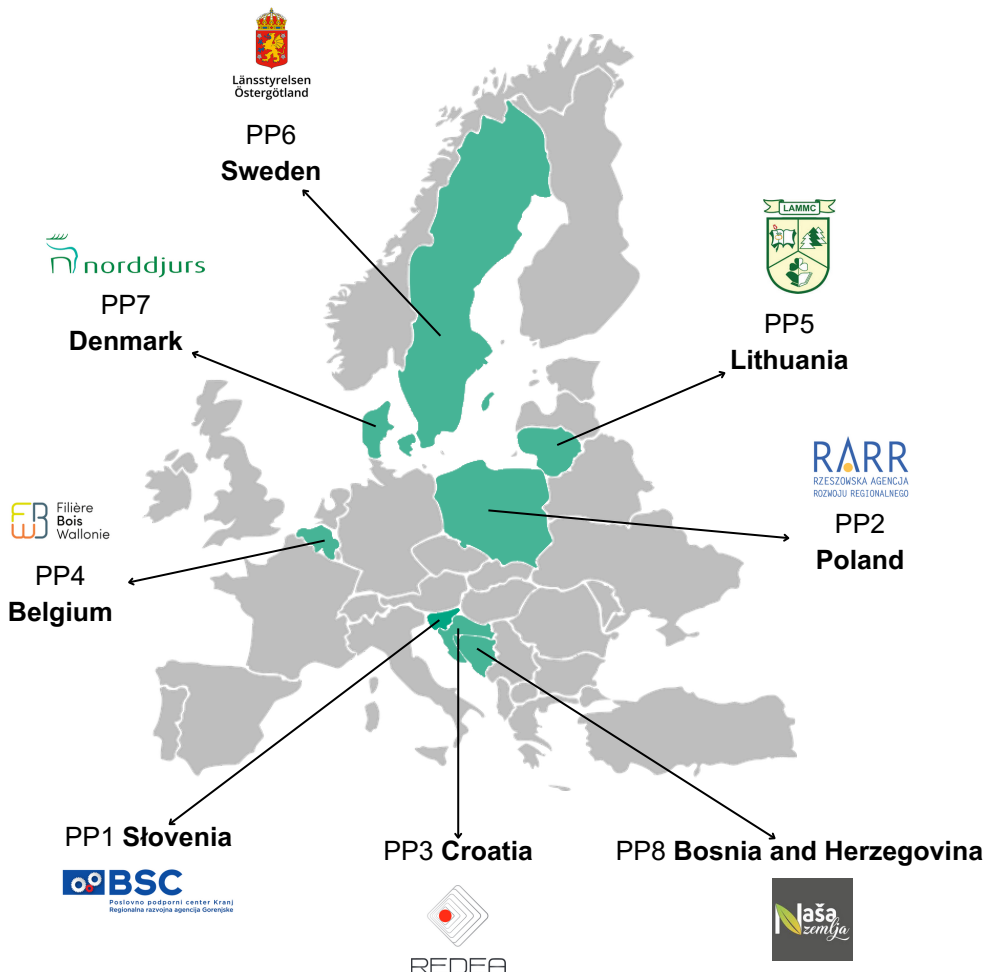 Länsstyrelsen
Östergötland
PP6
Sweden
LAMMC
PP5
Lithuania
norddjurs
PP7
Denmark
RARR
RZESZOWSKA AGENCJA
ROZWOJU REGIONALNEGO
PP2
Poland
FBW
Filière
Bois
Wallonie
PP4
Belgium
PP1 Słovenia
BSC
Poslovno podporni center Kranj
Regionalna razvojna agencija Gorenjske
PP3 Croatia
REDEA
PP8 Bosnia and Herzegovina
Naša
zemlja